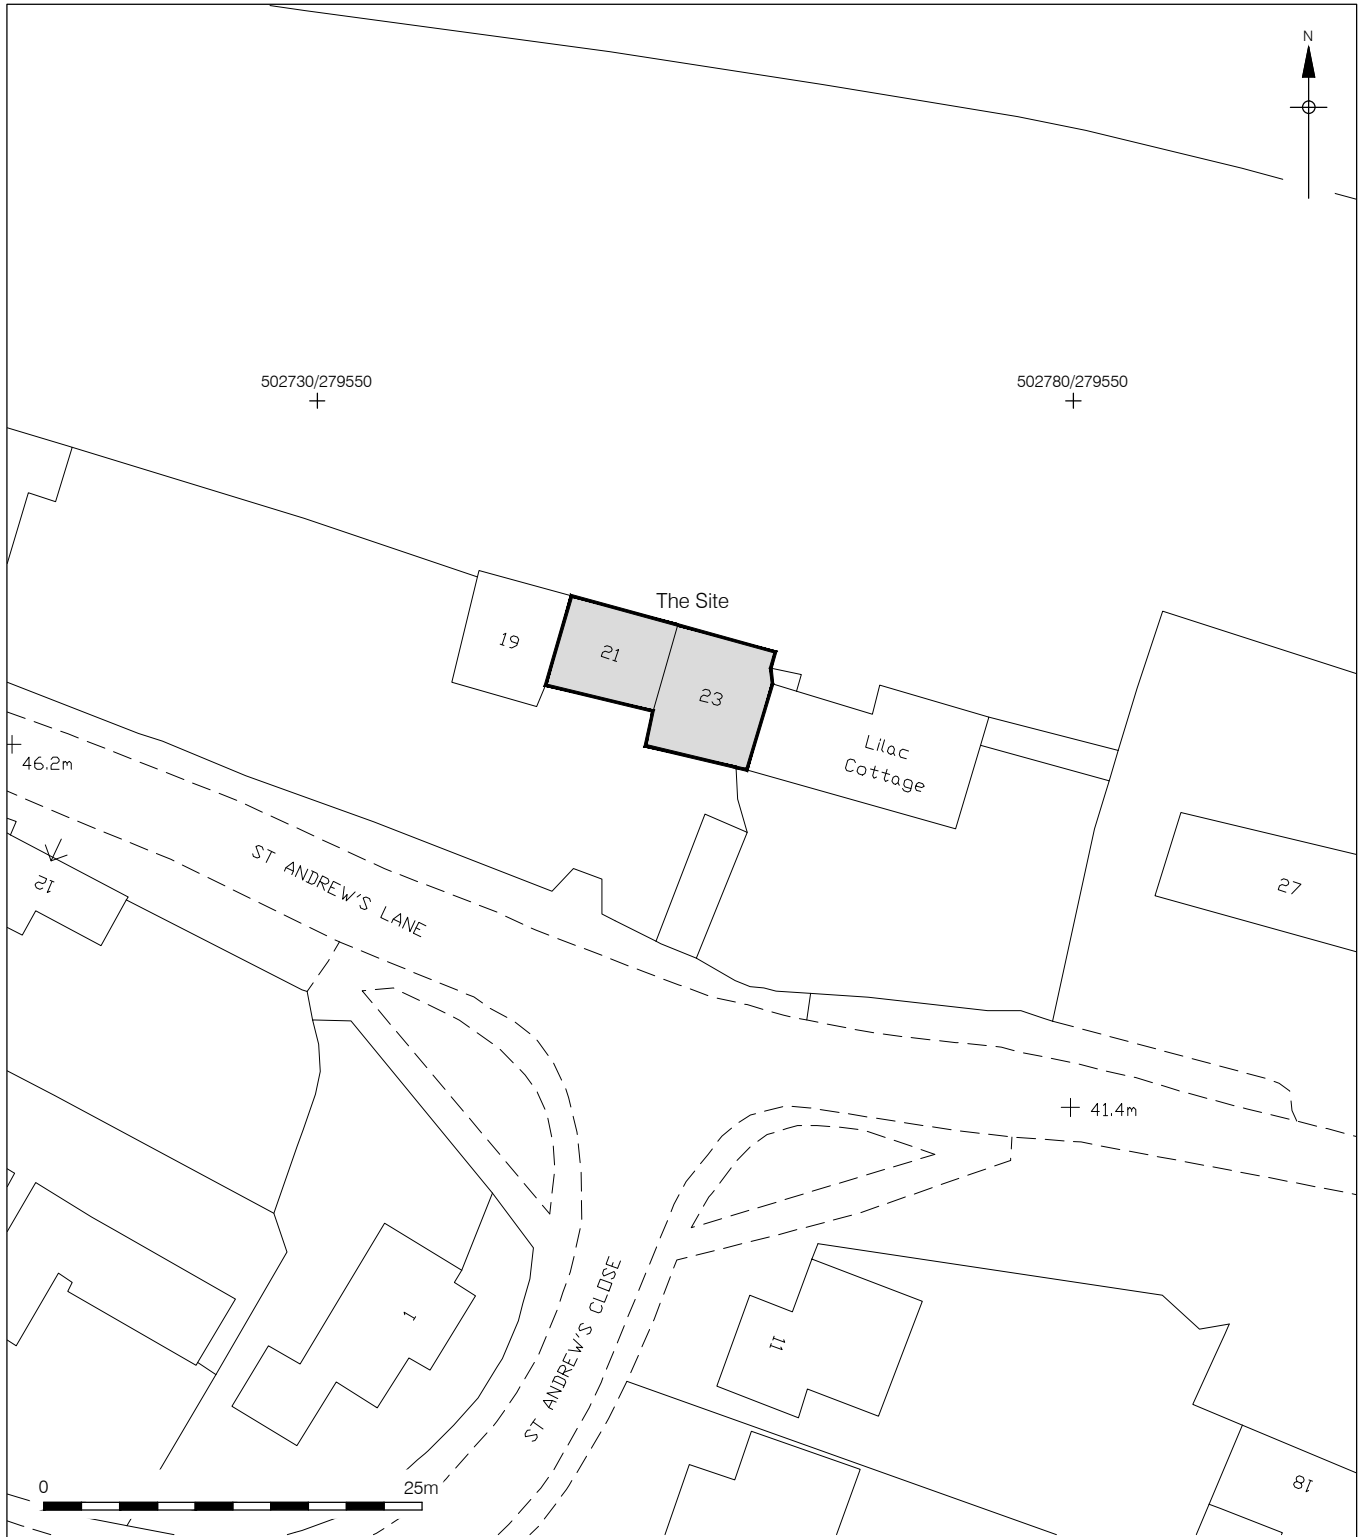 N
502730/279550
502780/279550
The Site
19
21
23
Lilac
Cottage
46.2m
ST ANDREW'S LANE
12
27
41.4m
ST ANDREW'S CLOSE
1
11
18
0
25m